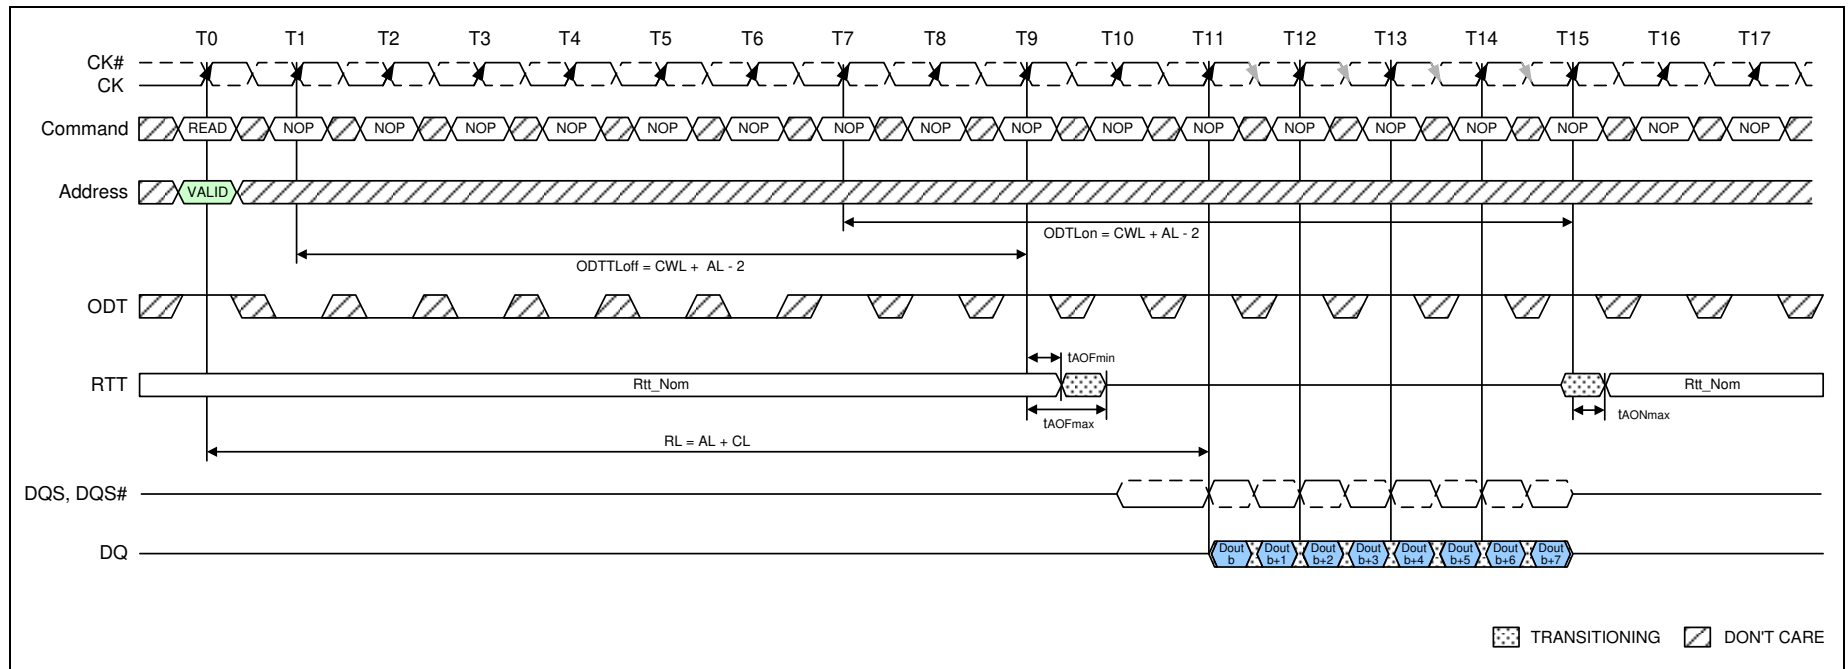 T0 T1 T2 T3 T4 T5 T6 T7 T8 T9 T10 T11 T12 T13 T14 T15 T16 T17
CK#
CK
Command READ NOP NOP NOP NOP NOP NOP NOP NOP NOP NOP NOP NOP NOP NOP NOP NOP NOP
Address VALID
ODTLon = CWL + AL - 2
ODTTLoff = CWL + AL - 2
ODT
tAOFmin
RTT Rtt_Nom Rtt_Nom
tAOFmax tAONmax
RL = AL + CL
DQS, DQS#
DQ Dout b Dout b+1 Dout b+2 Dout b+3 Dout b+4 Dout b+5 Dout b+6 Dout b+7
TRANSITIONING DON'T CARE